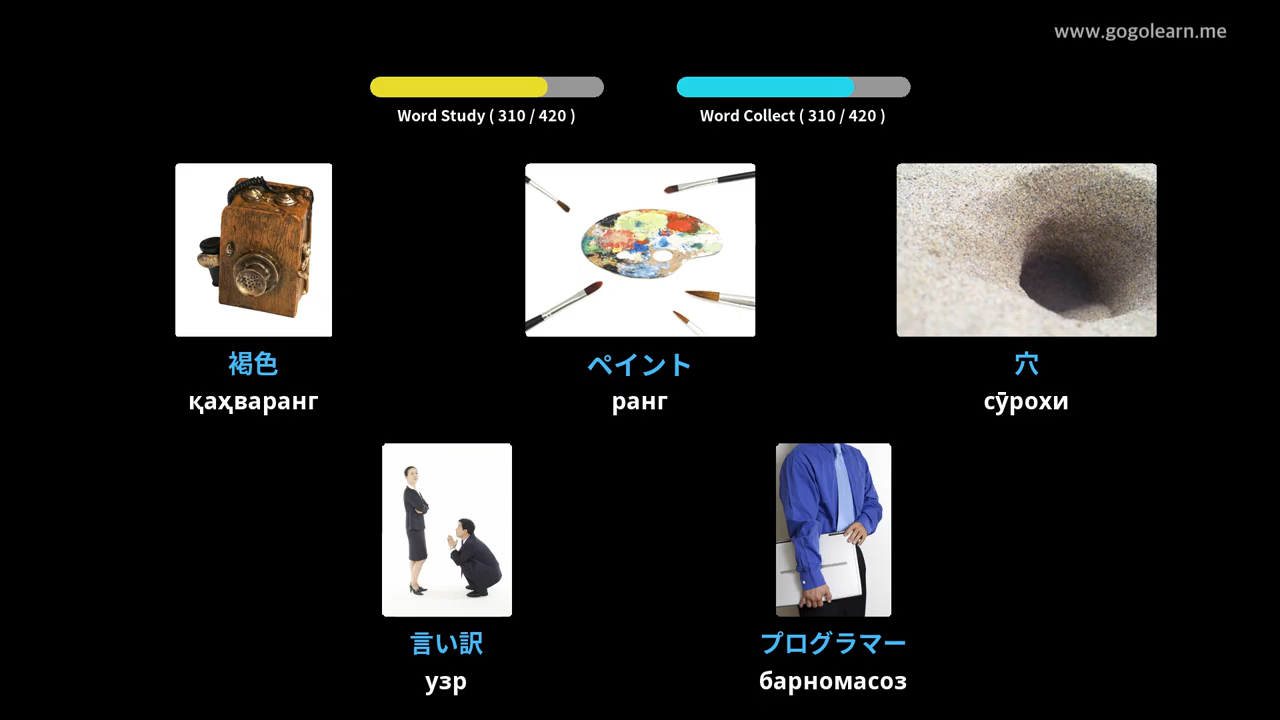 www.gogolearn.me
Word Study ( 310 / 420 )
Word Collect ( 310 / 420 )
褐色
қаҳваранг
ペイント
ранг
穴
сӯрохи
言い訳
узр
プログラマー
барномасоз